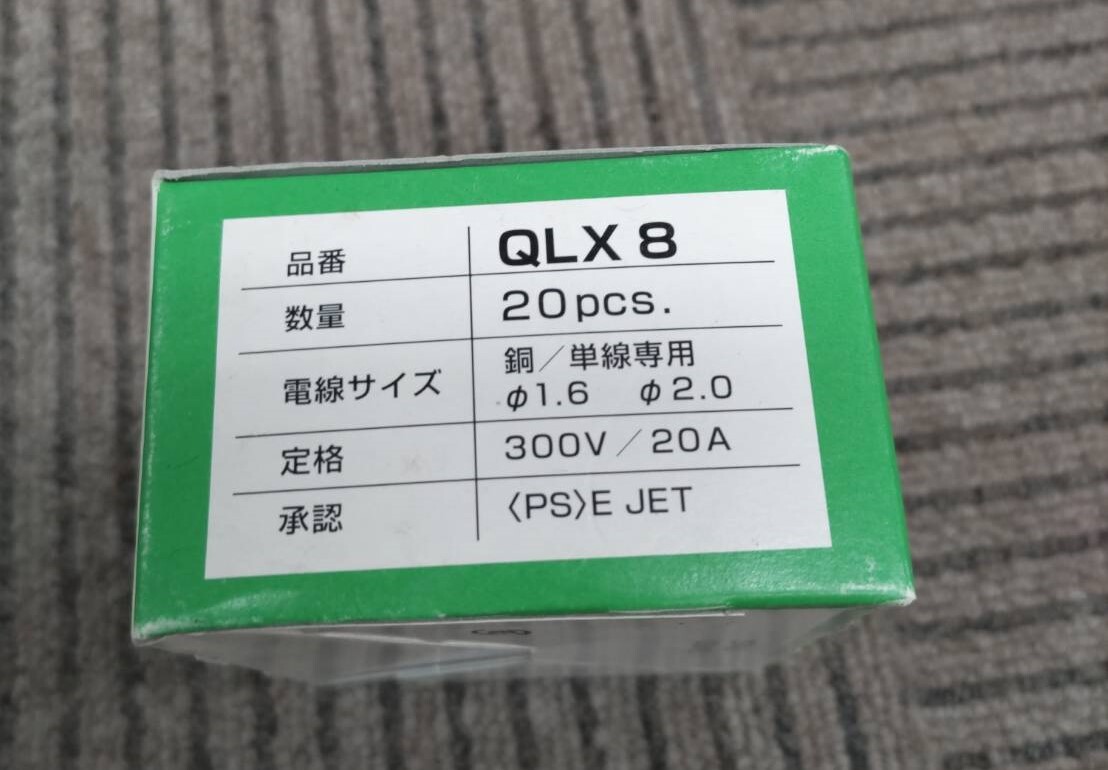 品番 QLX 8
数量 20pcs.
電線サイズ 銅／単線専用
φ1.6 φ2.0
定格 300V／20A
承認 〈PS〉E JET